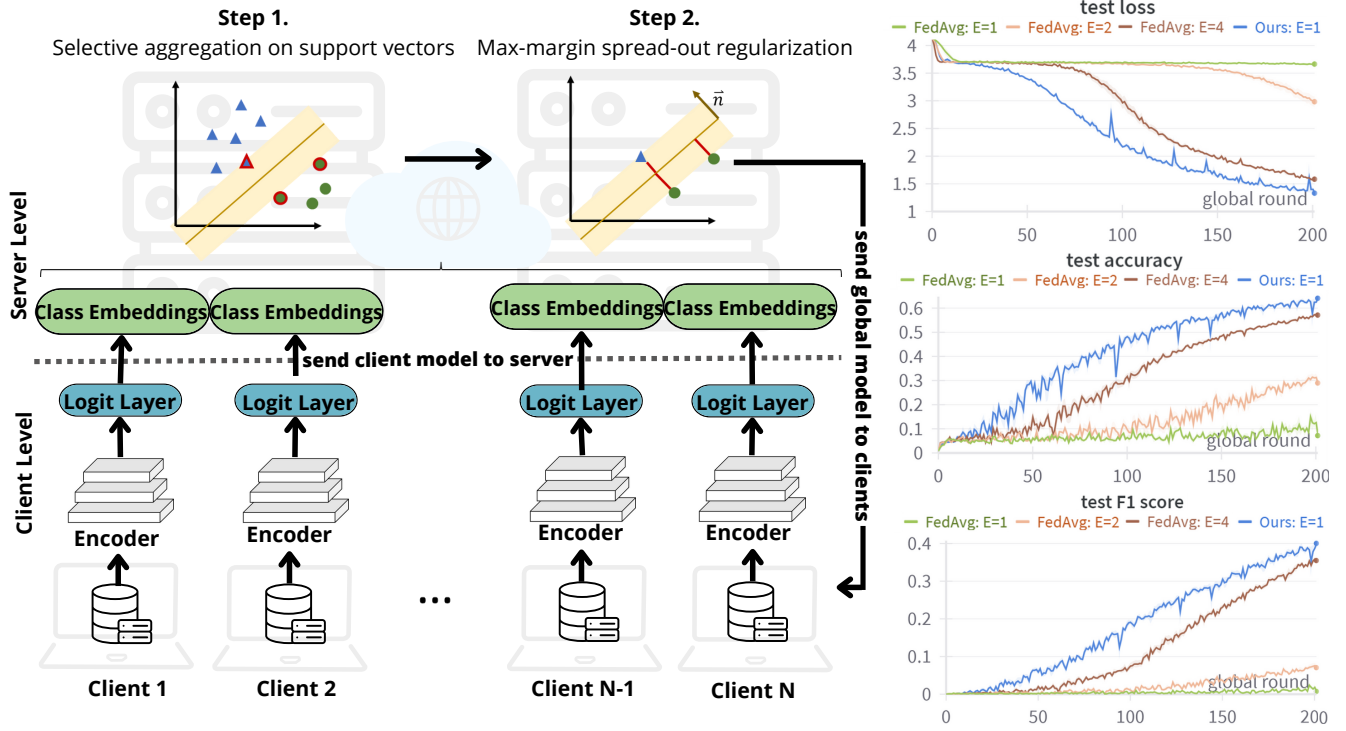 Step 1.
Selective aggregation on support vectors
Step 2.
Max-margin spread-out regularization
n
Server Level
Class Embeddings
Class Embeddings
Class Embeddings
Class Embeddings
send client model to server
send global model to clients
Client Level
Logit Layer
Logit Layer
Logit Layer
Logit Layer
Encoder
Encoder
Encoder
Encoder
...
Client 1
Client 2
Client N-1
Client N
test loss
FedAvg: E=1 FedAvg: E=2 FedAvg: E=4 Ours: E=1
4
3.5
3
2.5
2
1.5
1
global round
0 50 100 150 200
test accuracy
FedAvg: E=1 FedAvg: E=2 FedAvg: E=4 Ours: E=1
0.6
0.5
0.4
0.3
0.2
0.1
0
global round
0 50 100 150 200
test F1 score
FedAvg: E=1 FedAvg: E=2 FedAvg: E=4 Ours: E=1
0.4
0.3
0.2
0.1
0
global round
0 50 100 150 200